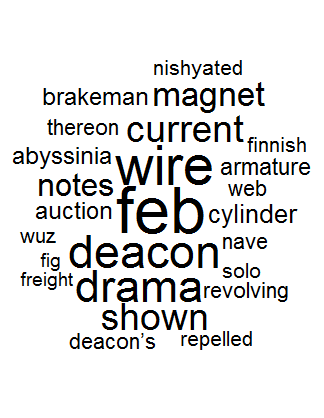 nishyated
brakeman magnet
thereon current
finnish
abyssinia wire armature
notes web
auction feb cylinder
wuz deacon nave
fig solo
freight drama revolving
shown
deacon's repelled